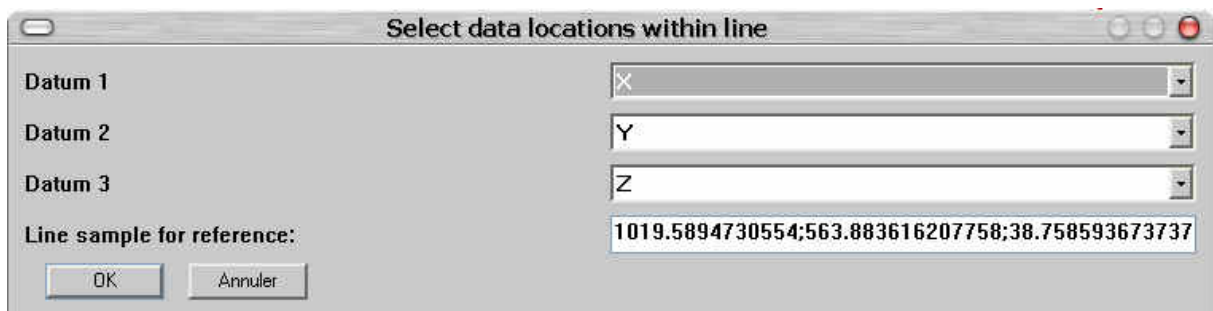 Select data locations within line
Datum 1 X
Datum 2 Y
Datum 3 Z
Line sample for reference: 1019.5894730554;563.883616207758;38.758593673737
OK Annuler